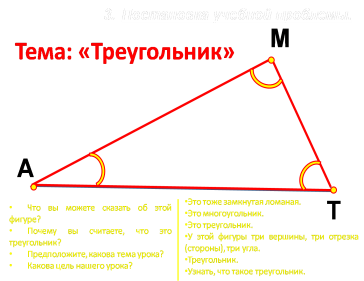 3. Постановка учебной проблемы.
Тема: «Треугольник»
М
А
Т
• Что вы можете сказать об этой
фигуре?
• Почему вы считаете, что это
треугольник?
• Предположите, какова тема урока?
• Какова цель нашего урока?
•Это тоже замкнутая ломаная.
•Это многоугольник.
•Это треугольник.
•У этой фигуры три вершины, три отрезка
(стороны), три угла.
•Треугольник.
•Узнать, что такое треугольник.